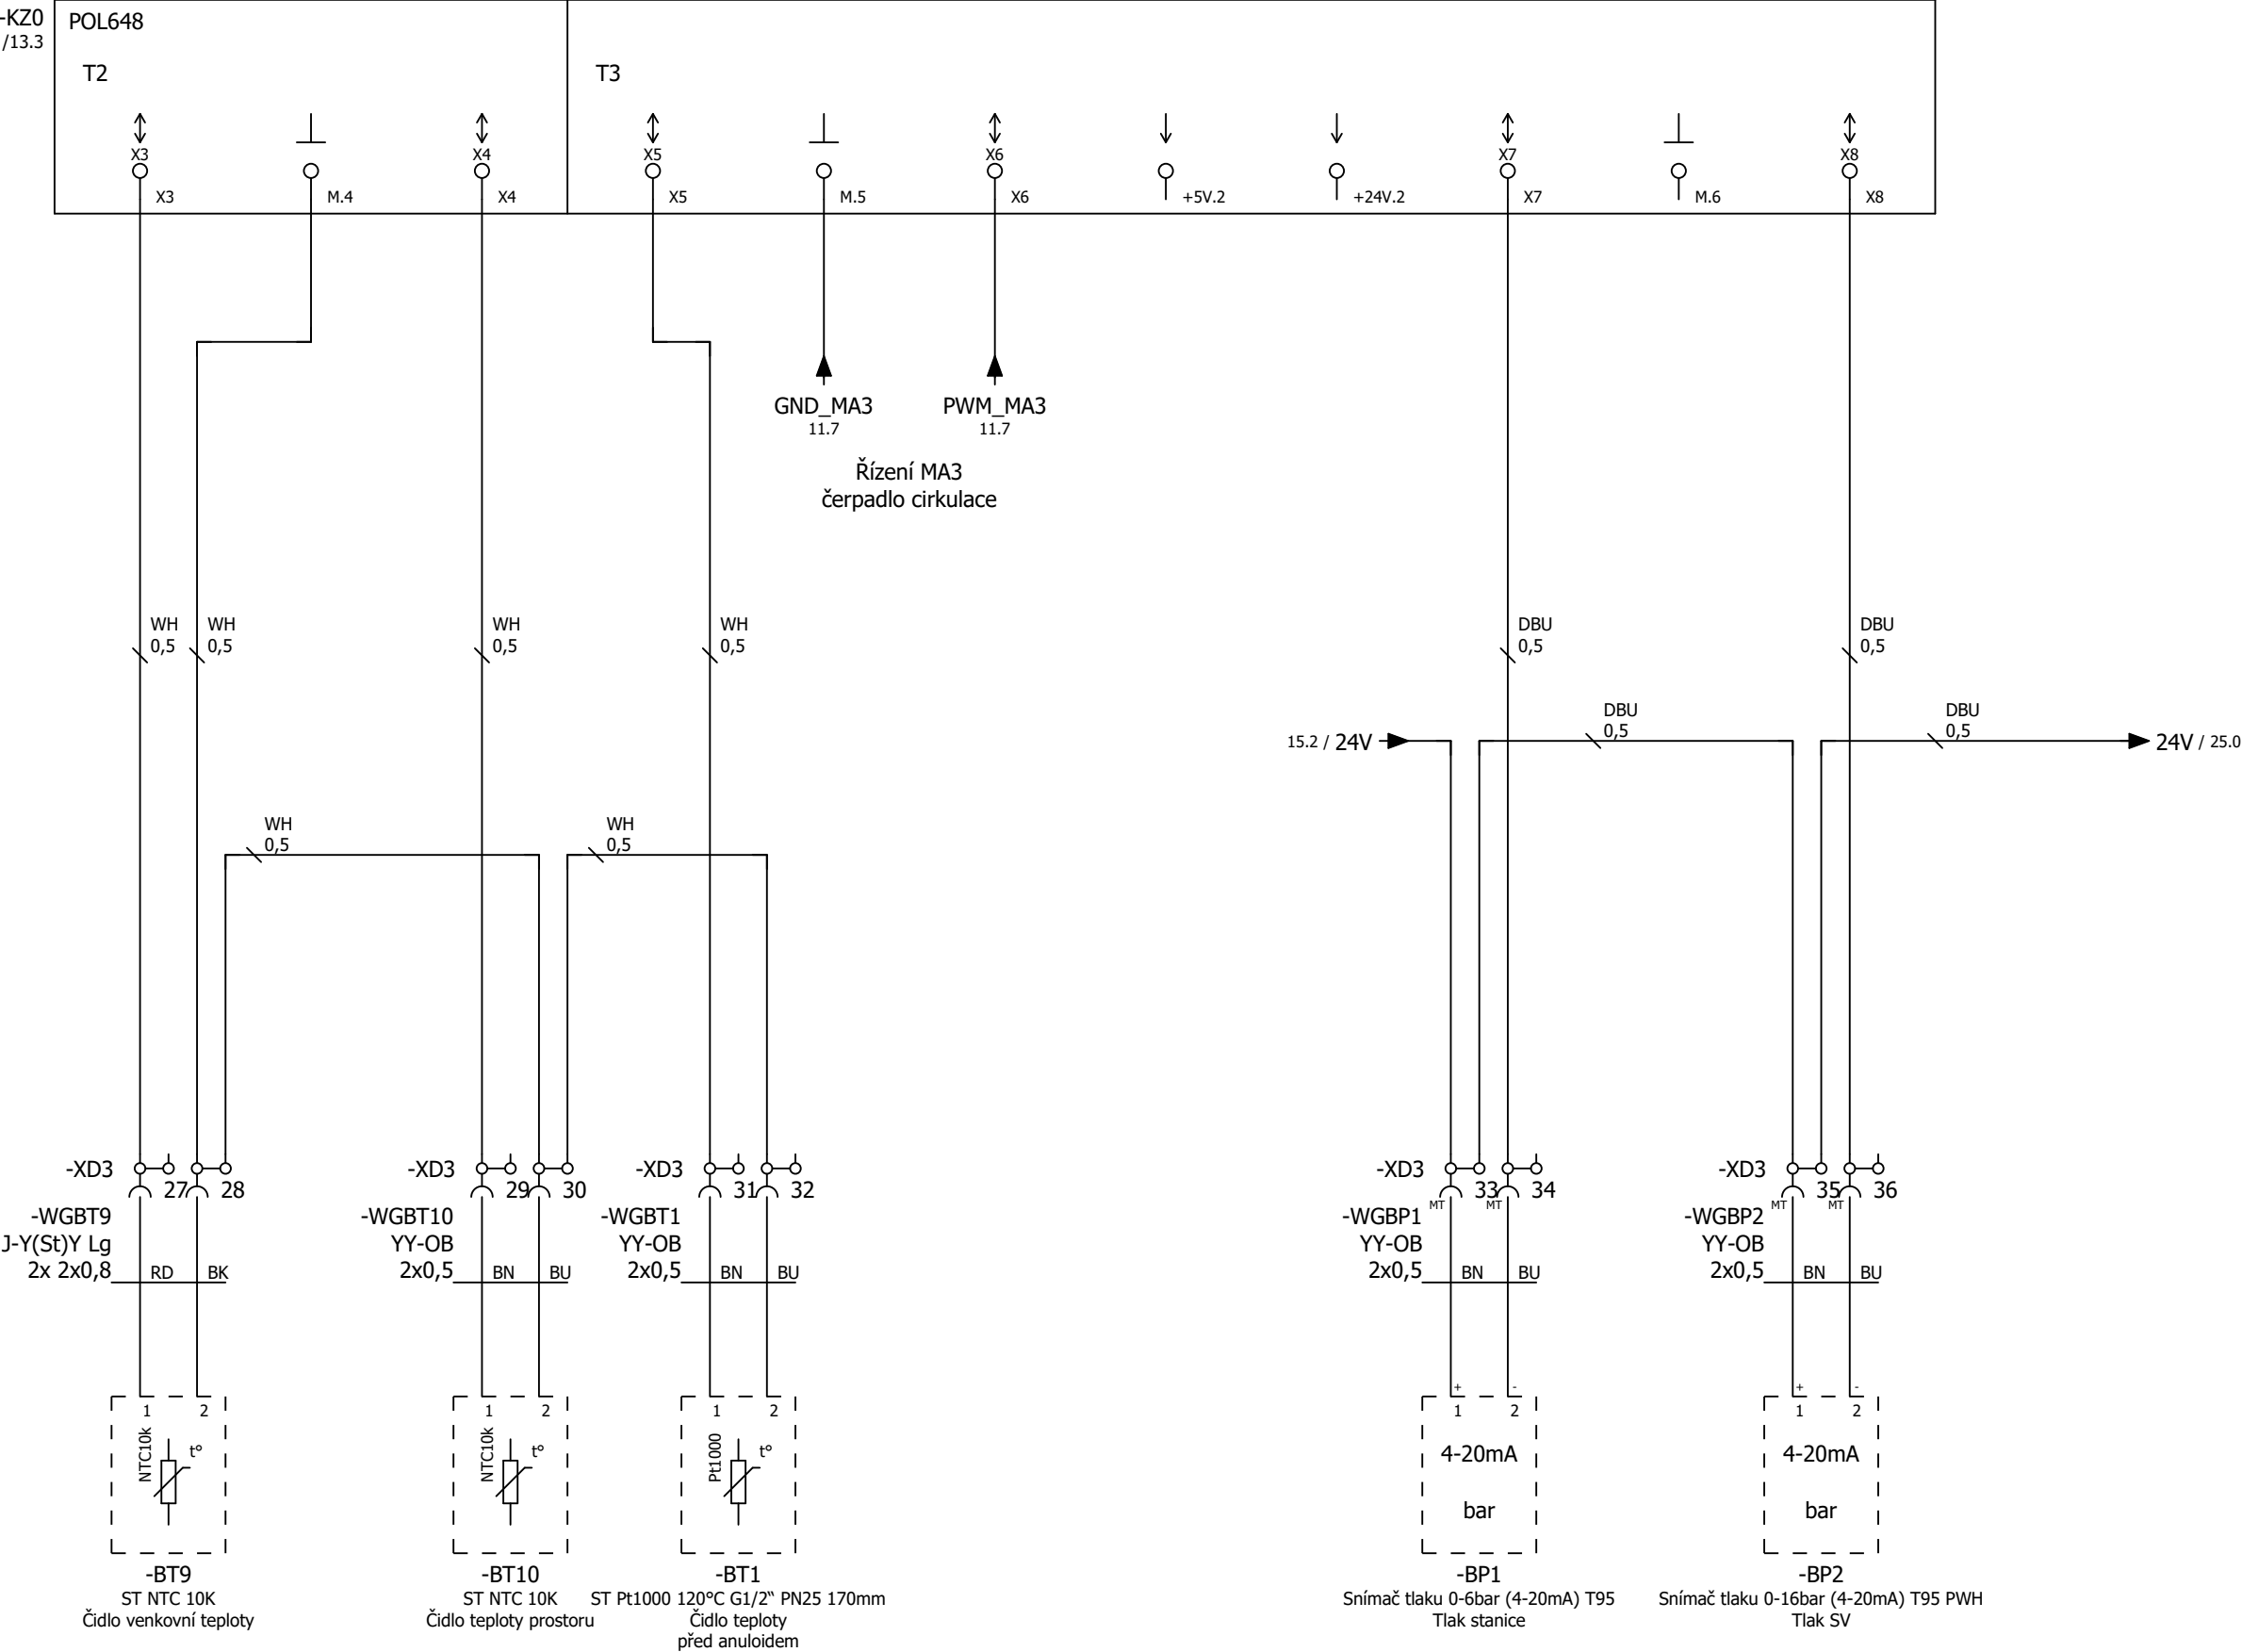 -KZ0
/13.3
POL648
T2
T3
X3
X4
X5
X6
X7
X8
X3
M.4
X4
X5
M.5
X6
+5V.2
+24V.2
X7
M.6
X8
GND_MA3
11.7
PWM_MA3
11.7
Řízení MA3
čerpadlo cirkulace
WH
0,5
WH
0,5
WH
0,5
WH
0,5
DBU
0,5
DBU
0,5
15.2 / 24V
DBU
0,5
DBU
0,5
24V / 25.0
WH
0,5
WH
0,5
-XD3
27
28
-XD3
29
30
-XD3
31
32
-XD3
33
34
-XD3
35
36
MT
MT
MT
MT
-WGBT9
J-Y(St)Y Lg
2x 2x0,8
RD
BK
-WGBT10
YY-OB
2x0,5
BN
BU
-WGBT1
YY-OB
2x0,5
BN
BU
-WGBP1
YY-OB
2x0,5
BN
BU
-WGBP2
YY-OB
2x0,5
BN
BU
1
2
NTC10k
t°
1
2
NTC10k
t°
1
2
Pt1000
t°
+
-
1
2
4-20mA
bar
+
-
1
2
4-20mA
bar
-BT9
ST NTC 10K
Čidlo venkovní teploty
-BT10
ST NTC 10K
Čidlo teploty prostoru
-BT1
ST Pt1000 120°C G1/2“ PN25 170mm
Čidlo teploty
před anuloidem
-BP1
Snímač tlaku 0-6bar (4-20mA) T95
Tlak stanice
-BP2
Snímač tlaku 0-16bar (4-20mA) T95 PWH
Tlak SV